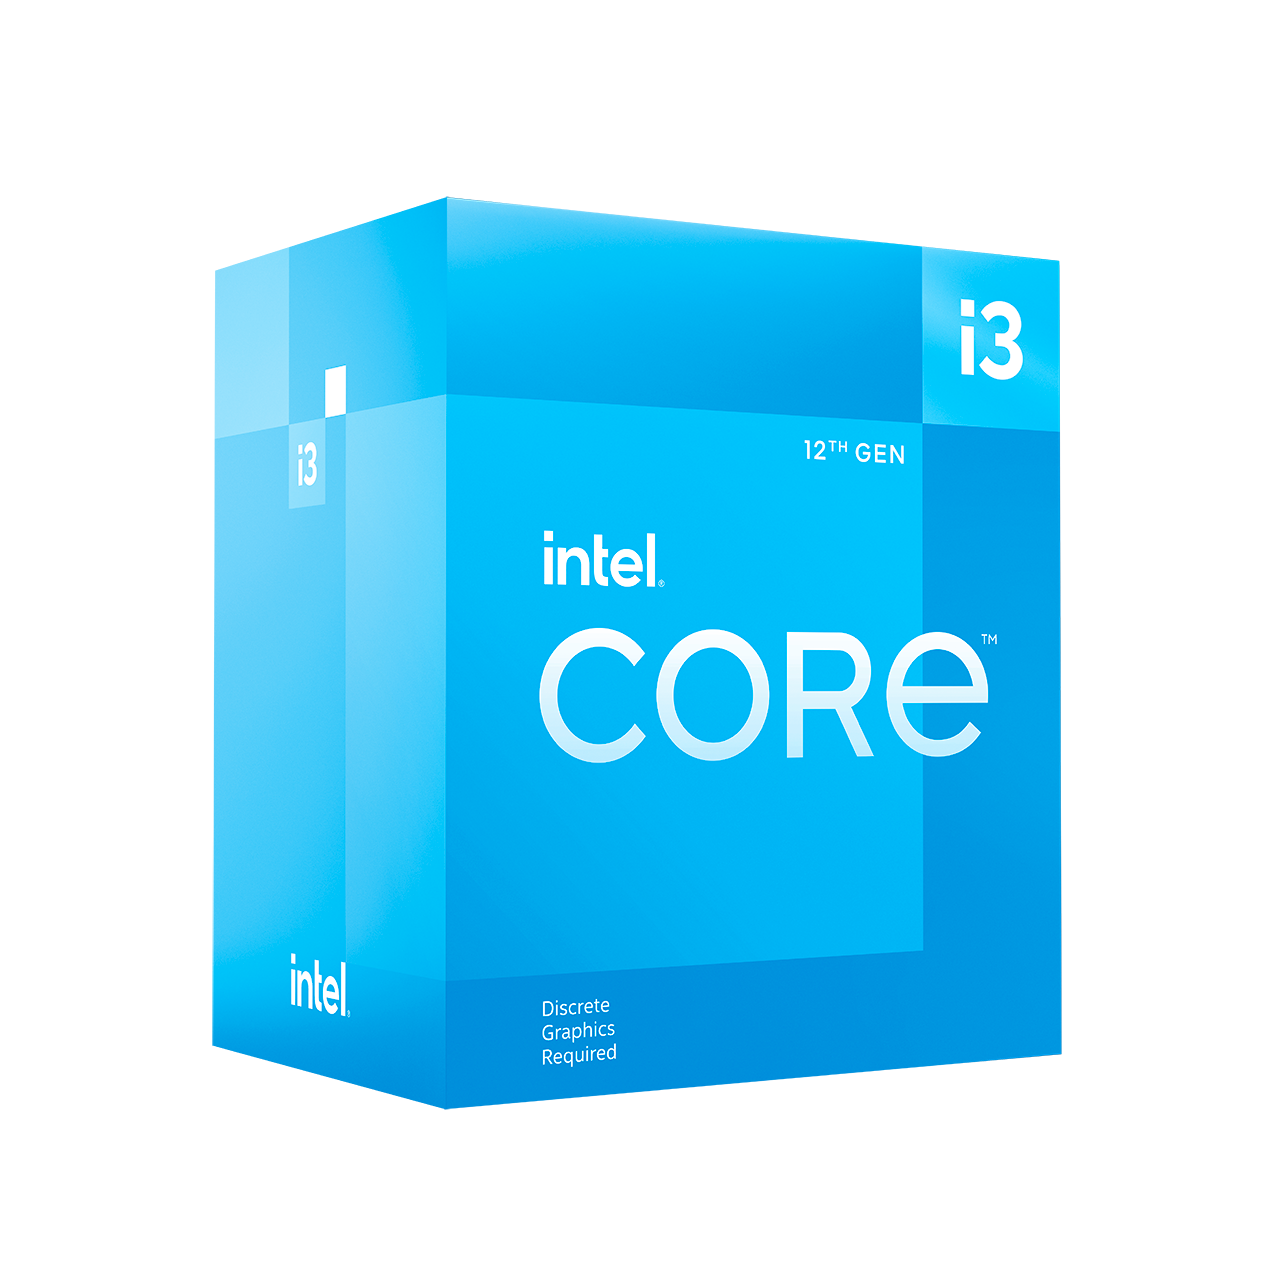 i3
12TH GEN
i3
intel®
CORe™
intel®
Discrete
Graphics
Required